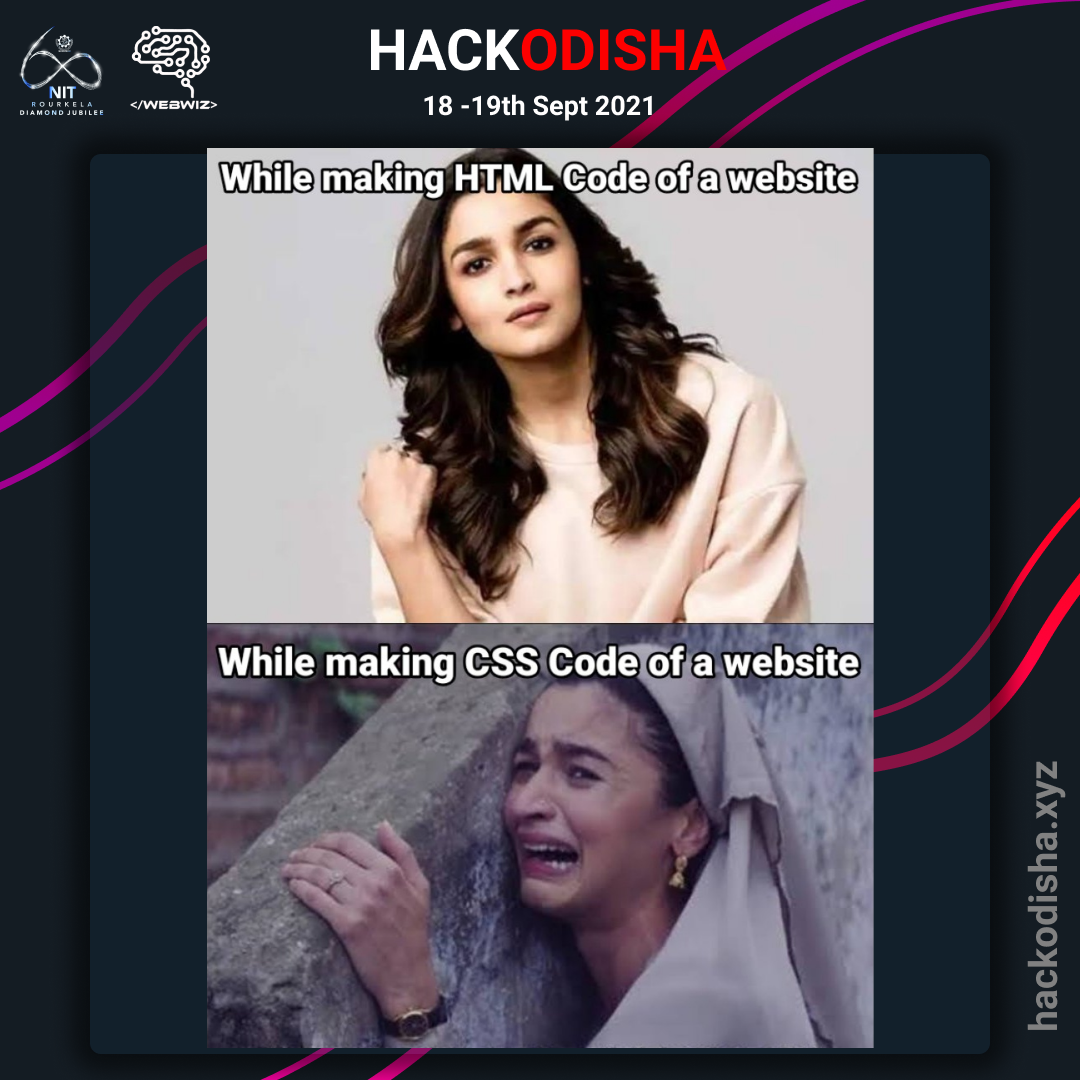 HACKODISHA
18 -19th Sept 2021
NIT
ROURKELA
DIAMOND JUBILEE
</WEBWIZ>
While making HTML Code of a website
While making CSS Code of a website
hackodisha.xyz